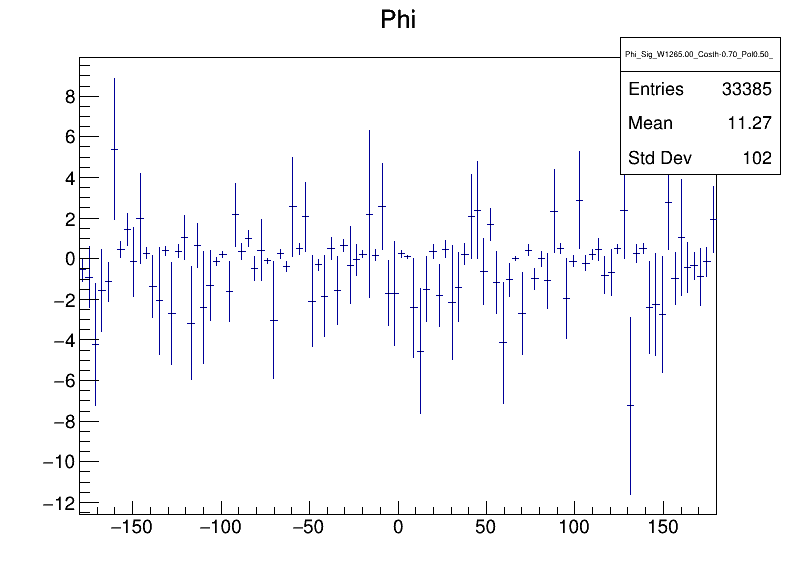 Phi
Phi_Sig_W1265.00_Costh-0.70_Pol0.50_
Entries 33385
Mean 11.27
Std Dev 102
8
6
4
2
0
−2
−4
−6
−8
−10
−12
−150 −100 −50 0 50 100 150